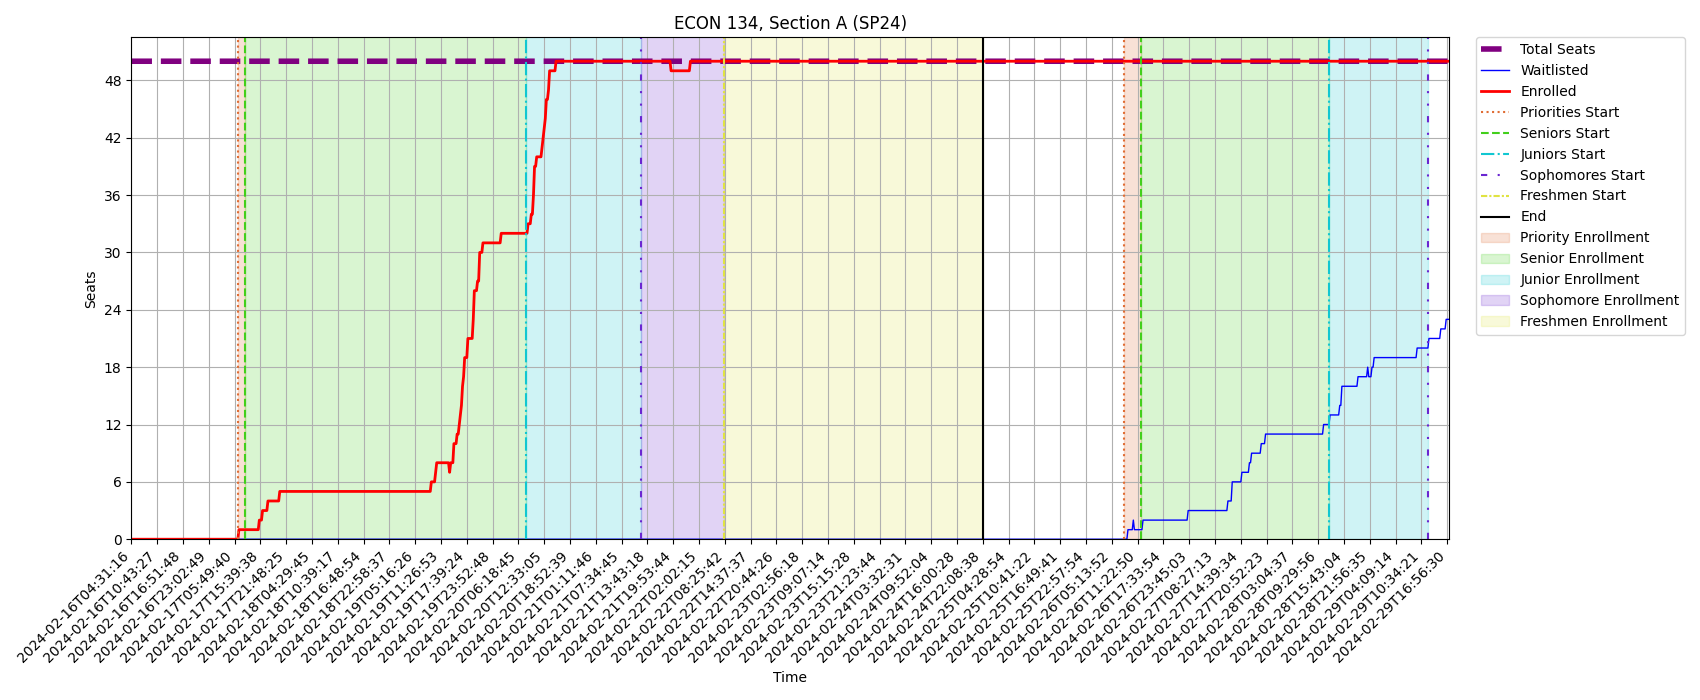 ECON 134, Section A (SP24)
Seats
48
42
36
30
24
18
12
6
0
2024-02-16T04:31:16
2024-02-16T10:43:27
2024-02-16T16:51:48
2024-02-16T23:02:49
2024-02-17T05:49:40
2024-02-17T15:39:38
2024-02-17T21:48:25
2024-02-18T04:29:45
2024-02-18T10:39:17
2024-02-18T16:48:54
2024-02-18T22:58:37
2024-02-19T05:16:26
2024-02-19T11:26:53
2024-02-19T17:39:24
2024-02-19T23:52:48
2024-02-20T06:18:45
2024-02-20T12:33:05
2024-02-20T18:52:39
2024-02-21T01:11:46
2024-02-21T07:34:45
2024-02-21T13:43:18
2024-02-21T19:53:44
2024-02-22T02:02:15
2024-02-22T08:25:42
2024-02-22T14:37:37
2024-02-22T20:44:26
2024-02-23T02:56:18
2024-02-23T09:07:14
2024-02-23T15:15:28
2024-02-23T21:23:44
2024-02-24T03:32:31
2024-02-24T09:52:04
2024-02-24T16:00:28
2024-02-24T22:08:38
2024-02-25T04:28:54
2024-02-25T10:41:22
2024-02-25T16:49:41
2024-02-25T22:57:54
2024-02-26T05:13:52
2024-02-26T11:22:50
2024-02-26T17:33:54
2024-02-26T23:45:03
2024-02-27T08:27:13
2024-02-27T14:39:34
2024-02-27T20:52:23
2024-02-28T03:04:37
2024-02-28T09:29:56
2024-02-28T15:43:04
2024-02-28T21:56:35
2024-02-29T04:09:14
2024-02-29T10:34:21
2024-02-29T16:56:30
Time
Total Seats
Waitlisted
Enrolled
Priorities Start
Seniors Start
Juniors Start
Sophomores Start
Freshmen Start
End
Priority Enrollment
Senior Enrollment
Junior Enrollment
Sophomore Enrollment
Freshmen Enrollment